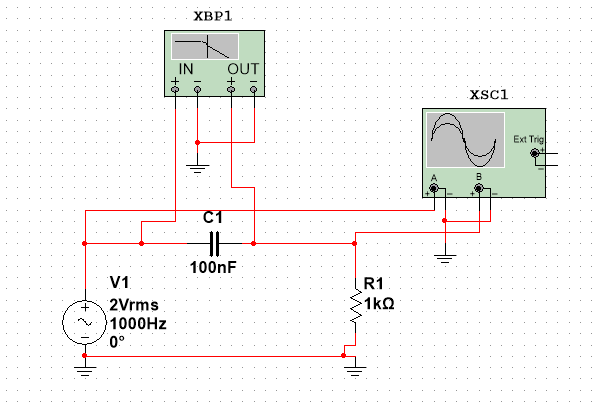 XBP1
IN OUT
+ − + −
XSC1
Ext Trig
+
−
A B
+ − + −
C1
100nF
V1
2Vrms
1000Hz
0°
+
−
R1
1kΩ